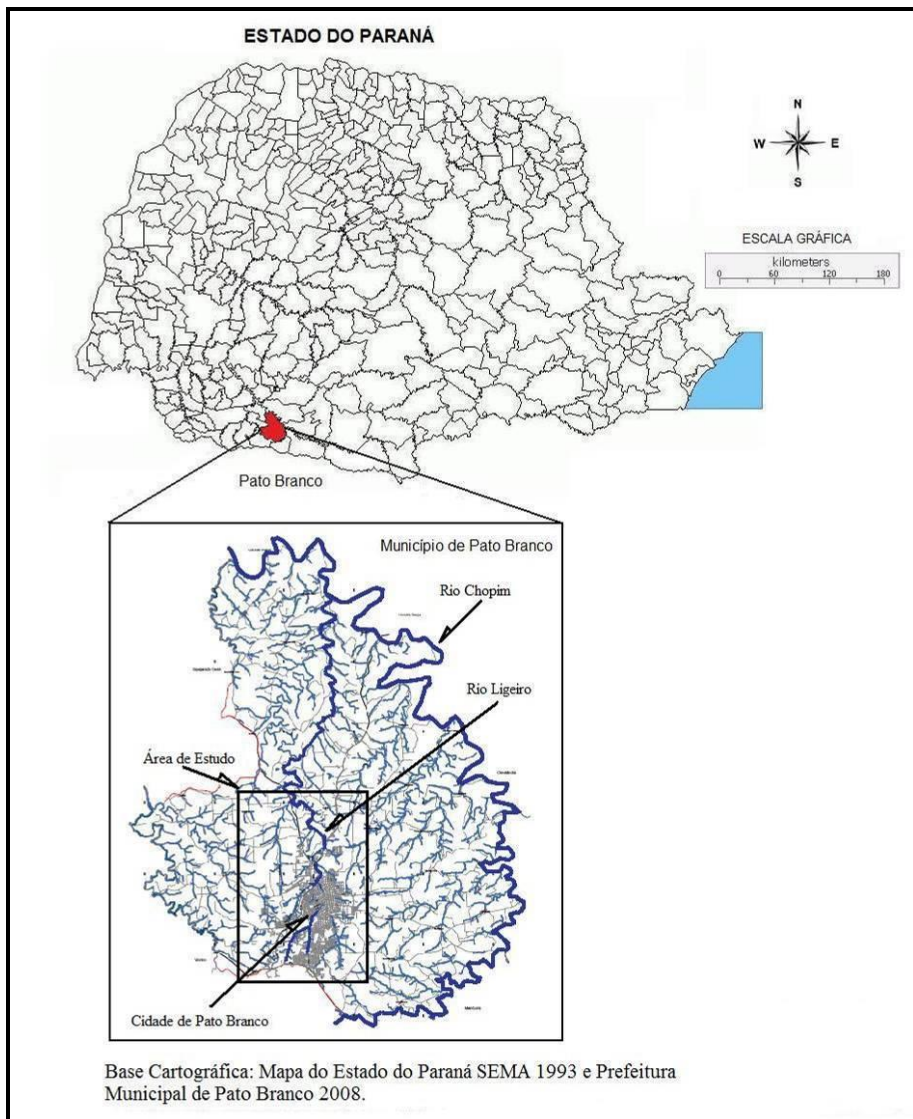 ESTADO DO PARANÁ
N
W E
S
ESCALA GRÁFICA
kilometers
0 60 120 180
Pato Branco
Município de Pato Branco
Rio Chopim
Rio Ligeiro
Área de Estudo
Cidade de Pato Branco
Base Cartográfica: Mapa do Estado do Paraná SEMA 1993 e Prefeitura
Municipal de Pato Branco 2008.